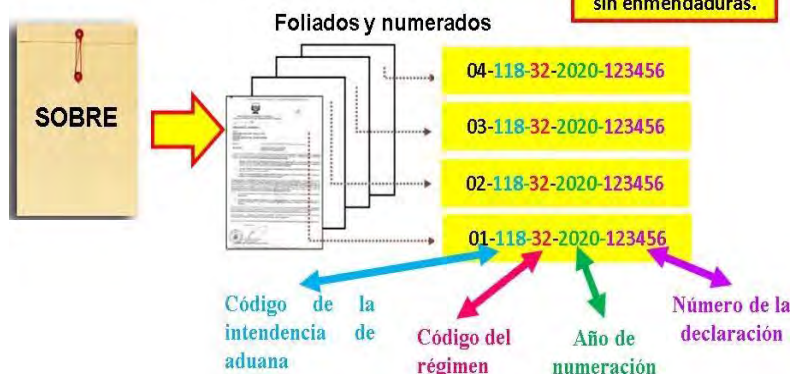 sin enmendaduras.
Foliados y numerados
SOBRE
04-118-32-2020-123456
03-118-32-2020-123456
02-118-32-2020-123456
01-118-32-2020-123456
Código de la
intendencia de
aduana
Código del
régimen
Año de
numeración
Número de la
declaración